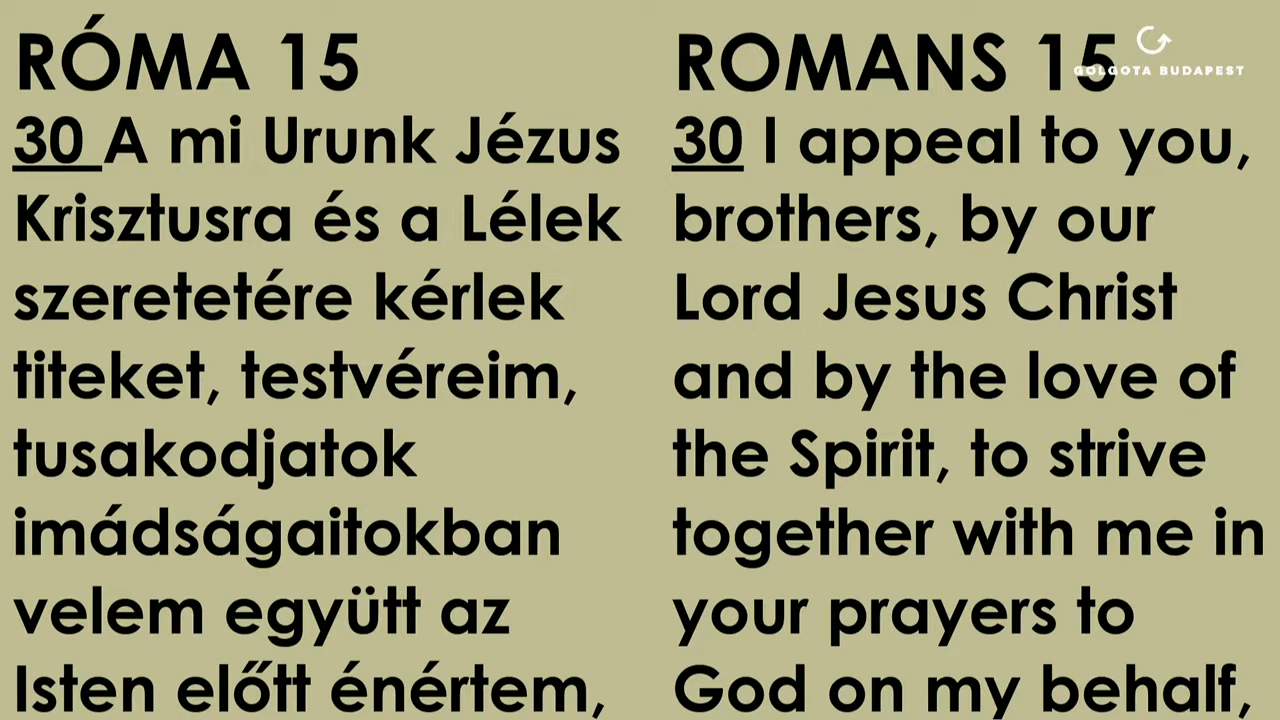 RÓMA 15
30 A mi Urunk Jézus
Krisztusra és a Lélek
szeretetére kérlek
titeket, testvéreim,
tusakodjatok
imádságaitokban
velem együtt az
Isten előtt énértem,
ROMANS 15
GOLGOTA BUDAPEST
30 I appeal to you,
brothers, by our
Lord Jesus Christ
and by the love of
the Spirit, to strive
together with me in
your prayers to
God on my behalf,